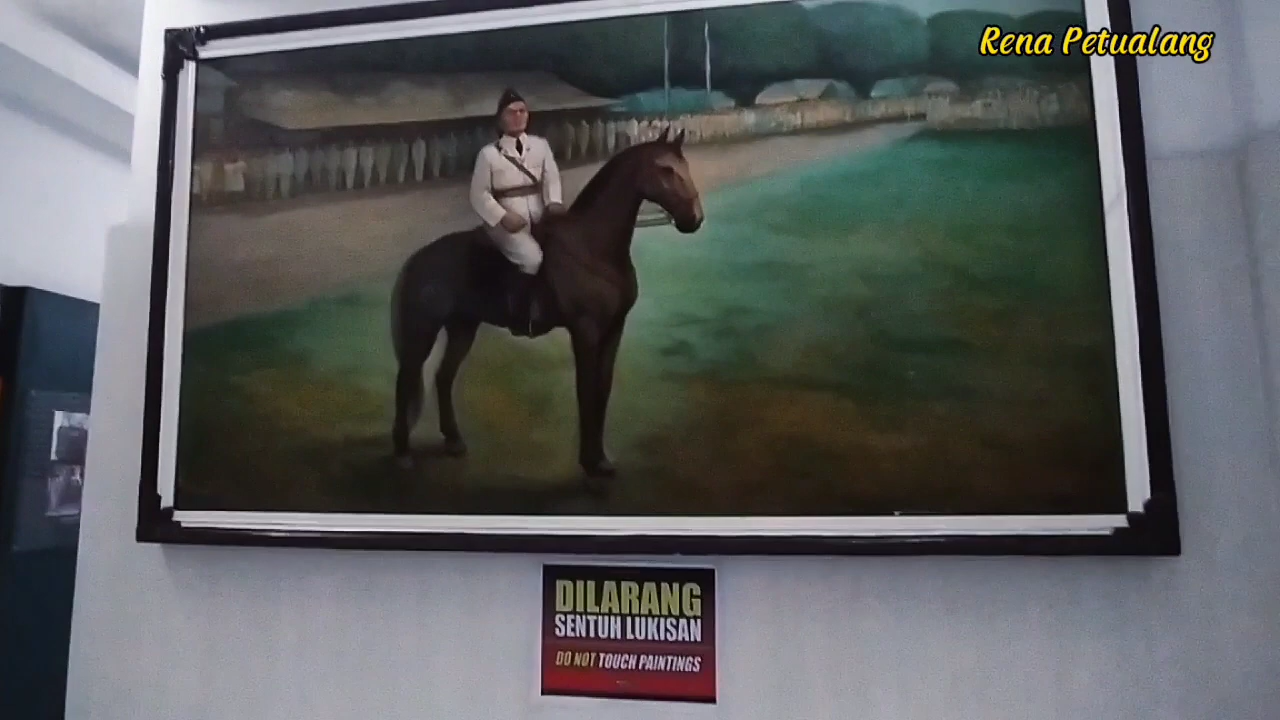 Rena Petualang
DILARANG
SENTUH LUKISAN
DO NOT TOUCH PAINTINGS